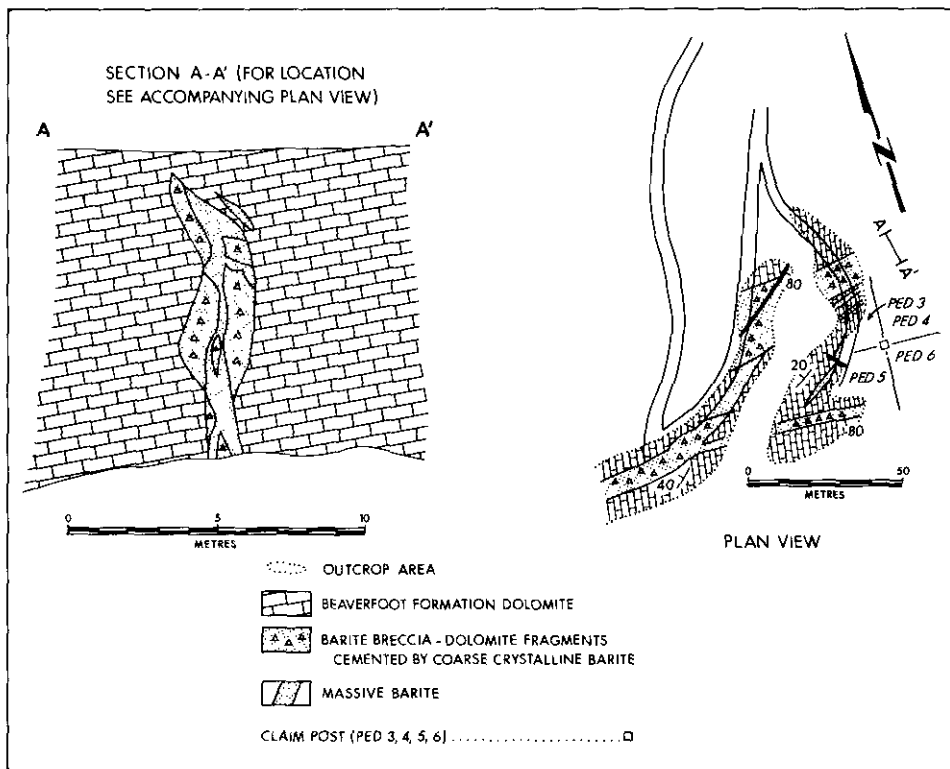 SECTION A-A' (FOR LOCATION
SEE ACCOMPANYING PLAN VIEW)
A A'
0 5 10
METRES
N
A
A'
80
PED 3
PED 4
PED 6
20
PED 5
80
40
0 50
METRES
PLAN VIEW
OUTCROP AREA
BEAVERFOOT FORMATION DOLOMITE
BARITE BRECCIA - DOLOMITE FRAGMENTS
CEMENTED BY COARSE CRYSTALLINE BARITE
MASSIVE BARITE
CLAIM POST (PED 3, 4, 5, 6)